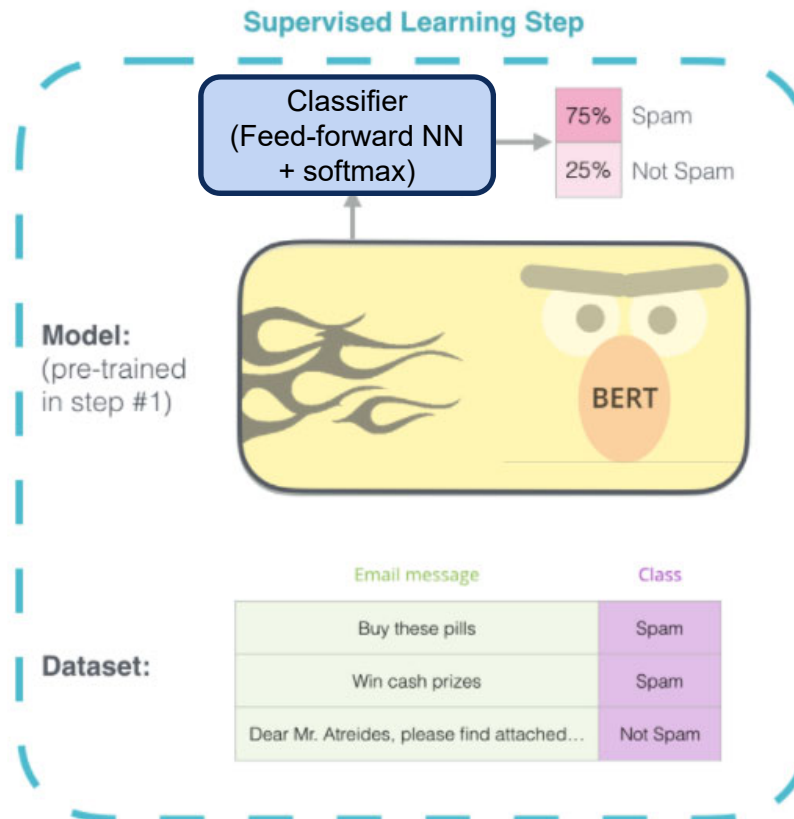 Supervised Learning Step
Classifier
(Feed-forward NN
+ softmax)
75% Spam
25% Not Spam
Model:
(pre-trained
in step #1)
BERT
Email message Class
Dataset:
Buy these pills Spam
Win cash prizes Spam
Dear Mr. Atreides, please find attached... Not Spam